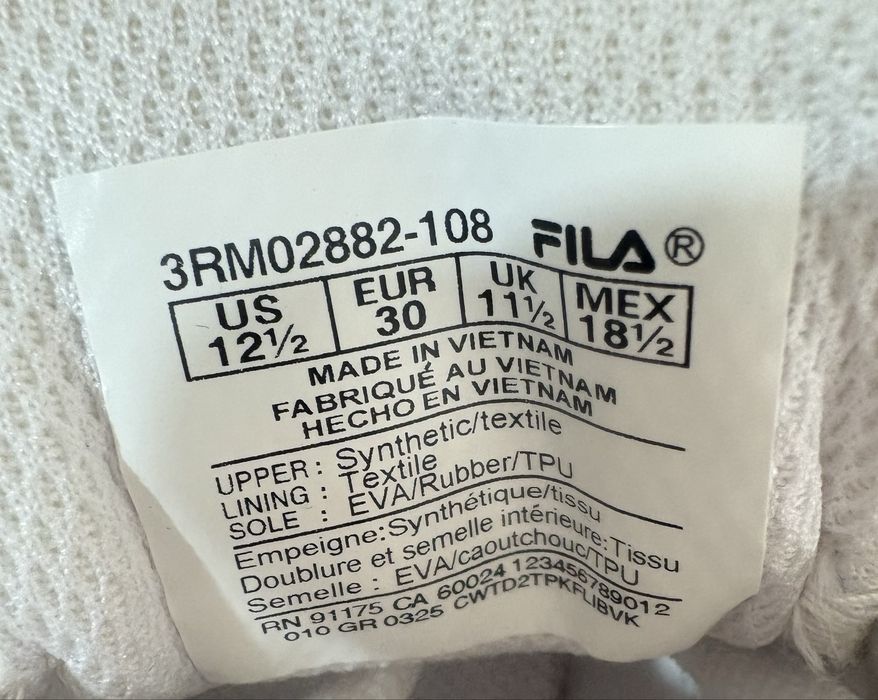 3RM02882-108 FILA®
US EUR UK MEX
12½ 30 11½ 18½
MADE IN VIETNAM
FABRIQUÉ AU VIETNAM
HECHO EN VIETNAM
UPPER : Synthetic/textile
LINING : Textile
SOLE : EVA/Rubber/TPU
Empeigne:Synthétique/tissu
Doublure et semelle intérieure:Tissu
Semelle : EVA/caoutchouc/TPU
RN 91175 CA 60024 123456789012
010 GR 0325 CWTD2TPKFLIBVK